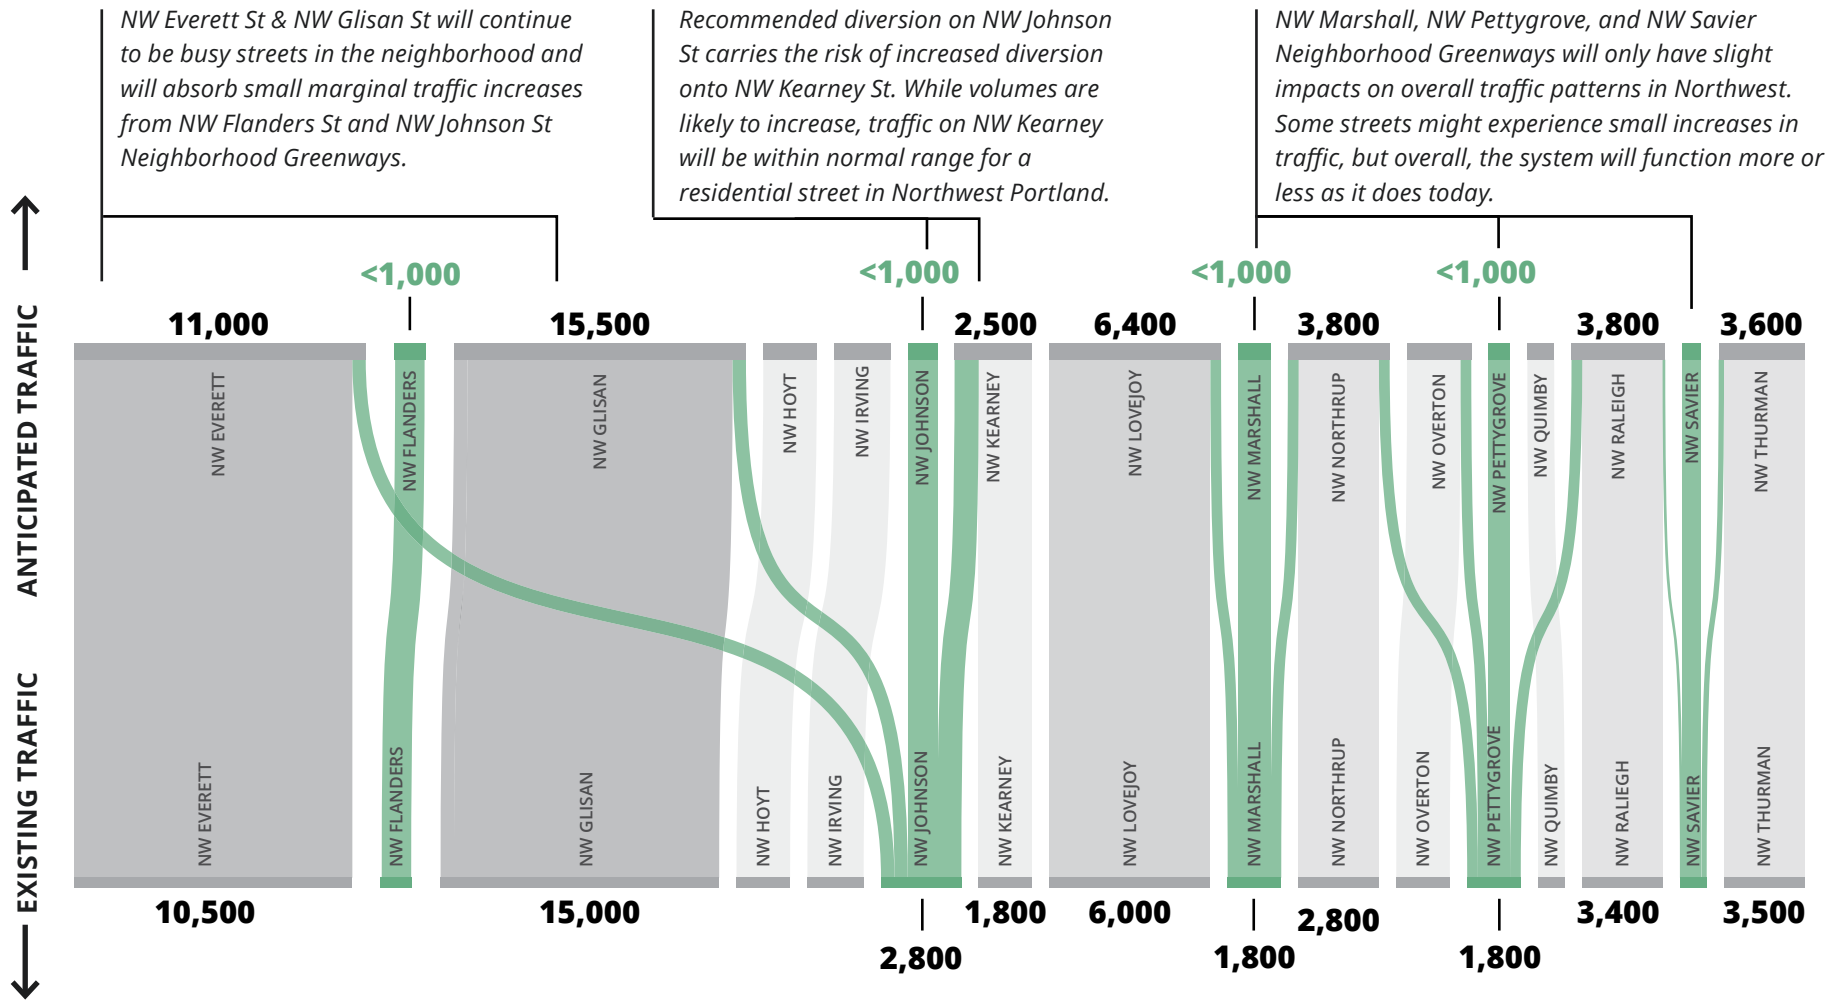 NW Everett St & NW Glisan St will continue
to be busy streets in the neighborhood and
will absorb small marginal traffic increases
from NW Flanders St and NW Johnson St
Neighborhood Greenways.
Recommended diversion on NW Johnson
St carries the risk of increased diversion
onto NW Kearney St. While volumes are
likely to increase, traffic on NW Kearney
will be within normal range for a
residential street in Northwest Portland.
NW Marshall, NW Pettygrove, and NW Savier
Neighborhood Greenways will only have slight
impacts on overall traffic patterns in Northwest.
Some streets might experience small increases in
traffic, but overall, the system will function more or
less as it does today.
ANTICIPATED TRAFFIC
<1,000
<1,000
<1,000
<1,000
11,000
15,500
2,500
6,400
3,800
3,800
3,600
NW EVERETT
NW FLANDERS
NW GLISAN
NW HOYT
NW IRVING
NW JOHNSON
NW KEARNEY
NW LOVEJOY
NW MARSHALL
NW NORTHRUP
NW OVERTON
NW PETTYGROVE
NW QUIMBY
NW RALEIGH
NW SAVIER
NW THURMAN
EXISTING TRAFFIC
NW EVERETT
NW FLANDERS
NW GLISAN
NW HOYT
NW IRVING
NW JOHNSON
NW KEARNEY
NW LOVEJOY
NW MARSHALL
NW NORTHRUP
NW OVERTON
NW PETTYGROVE
NW QUIMBY
NW RALIEGH
NW SAVIER
NW THURMAN
10,500
15,000
1,800
6,000
2,800
3,400
3,500
2,800
1,800
1,800